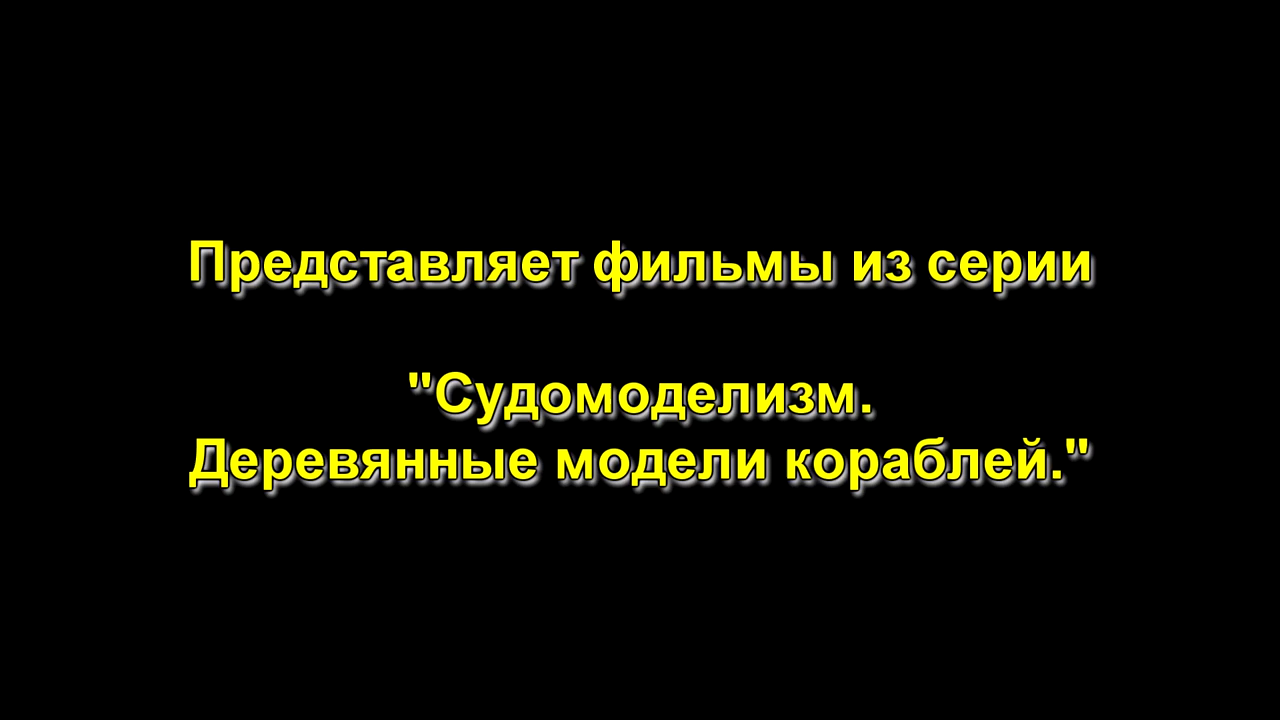 Представляет фильмы из серии
"Судомоделизм.
Деревянные модели кораблей."